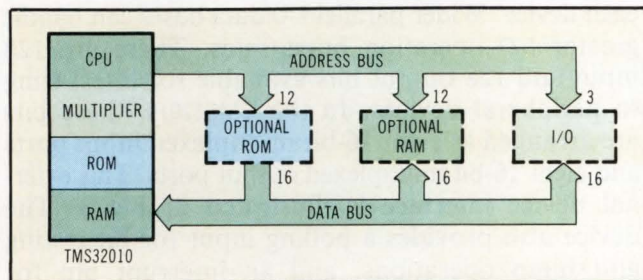 CPU
MULTIPLIER
ROM
RAM
TMS32010
ADDRESS BUS
12
12
3
OPTIONAL
ROM
OPTIONAL
RAM
I/O
16
16
16
DATA BUS